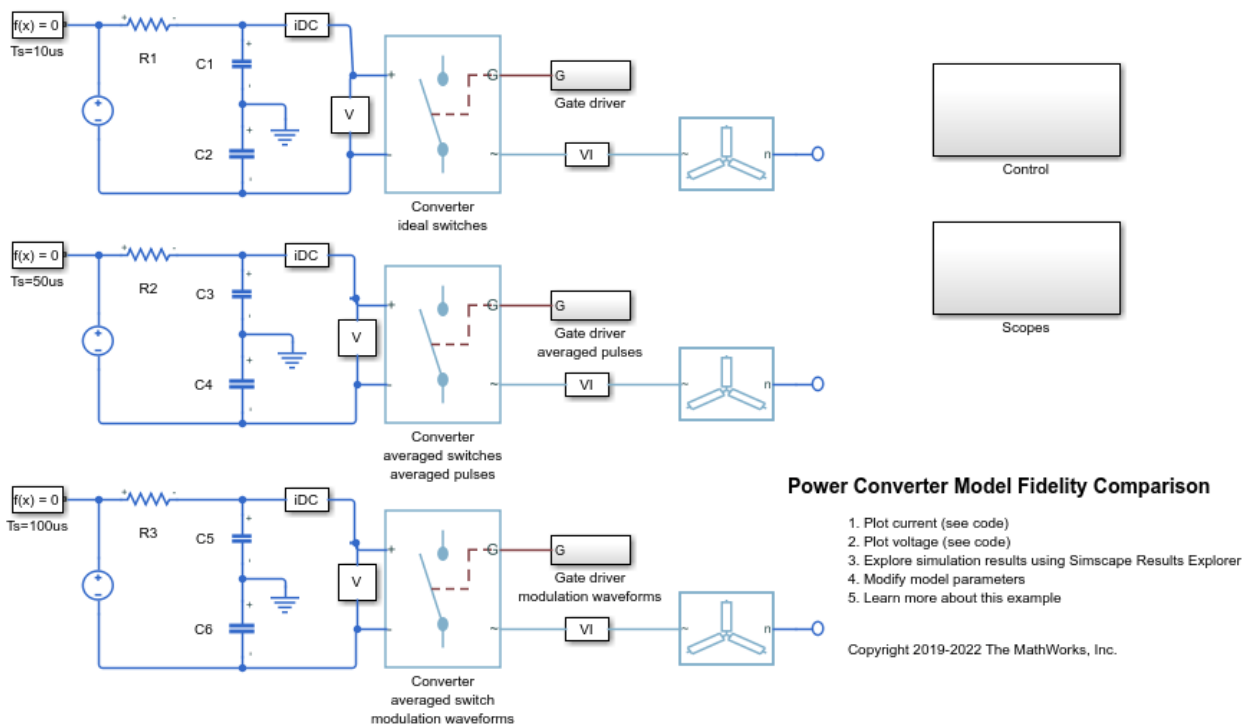 f(x) = 0
Ts=10us
R1
C1
C2
iDC
V
+
-
G
~
Converter
ideal switches
G
Gate driver
VI
~
n
Control
f(x) = 0
Ts=50us
R2
C3
C4
iDC
V
+
-
G
~
Converter
averaged switches
averaged pulses
G
Gate driver
averaged pulses
VI
~
n
Scopes
f(x) = 0
Ts=100us
R3
C5
C6
iDC
V
+
-
G
~
Converter
averaged switch
modulation waveforms
G
Gate driver
modulation waveforms
VI
~
n
Power Converter Model Fidelity Comparison
1. Plot current (see code)
2. Plot voltage (see code)
3. Explore simulation results using Simscape Results Explorer
4. Modify model parameters
5. Learn more about this example
Copyright 2019-2022 The MathWorks, Inc.